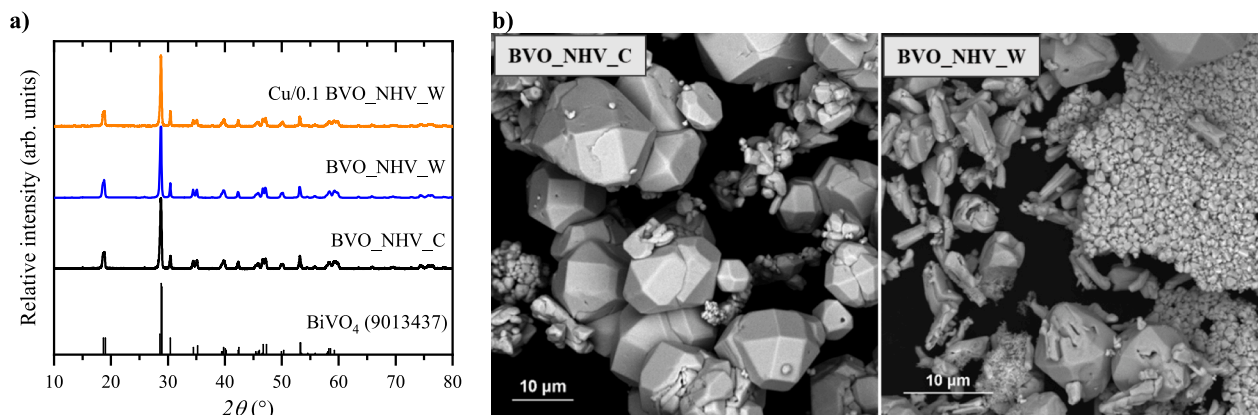 a)
Relative intensity (arb. units)
Cu/0.1 BVO_NHV_W
BVO_NHV_W
BVO_NHV_C
BiVO₄ (9013437)
10 20 30 40 50 60 70 80
2θ (°)
b)
BVO_NHV_C
10 µm
BVO_NHV_W
10 µm